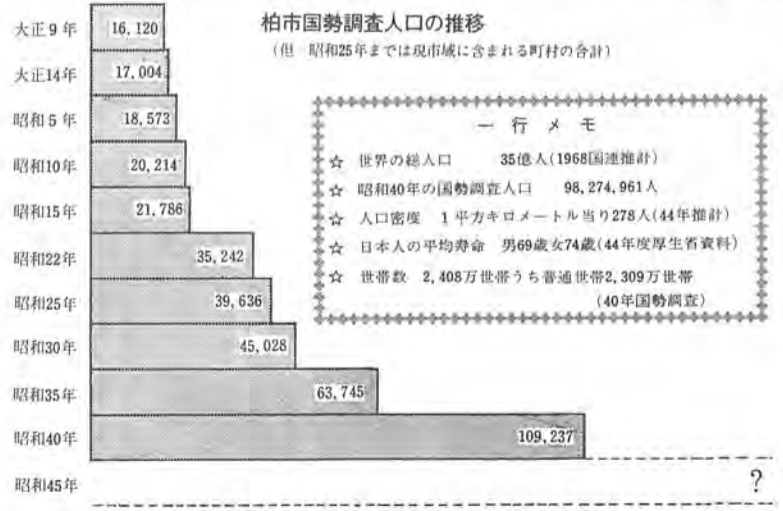 柏市国勢調査人口の推移
(但 昭和25年までは現市域に含まれる町村の合計)
大正9年 16,120
大正14年 17,004
昭和5年 18,573
昭和10年 20,214
昭和15年 21,786
昭和22年 35,242
昭和25年 39,636
昭和30年 45,028
昭和35年 63,745
昭和40年 109,237
昭和45年 ?
一行メモ
☆ 世界の総人口 35億人(1968国連推計)
☆ 昭和40年の国勢調査人口 98,274,961人
☆ 人口密度 1平方キロメートル当り278人(44年推計)
☆ 日本人の平均寿命 男69歳女74歳(44年度厚生省資料)
☆ 世帯数 2,408万世帯うち普通世帯2,309万世帯
(40年国勢調査)